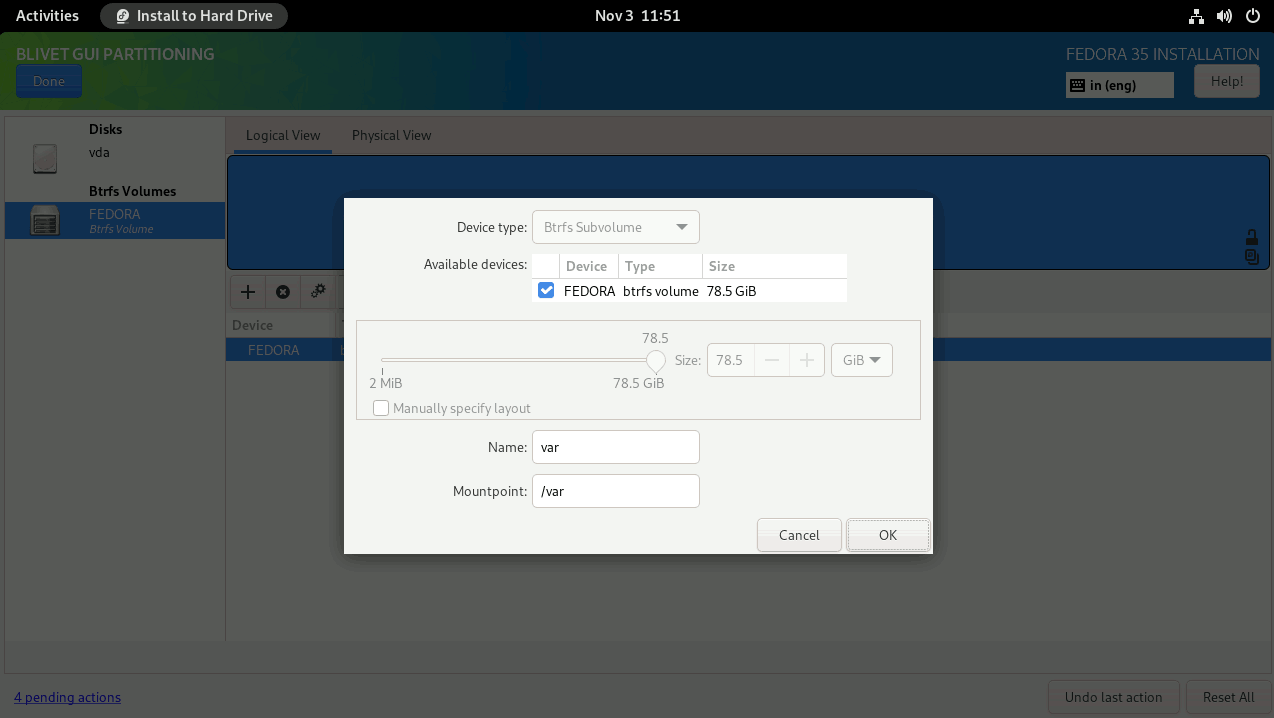 Activities Install to Hard Drive Nov 3 11:51
BLIVET GUI PARTITIONING FEDORA 35 INSTALLATION
Done in (eng) Help!
Disks
vda
Btrfs Volumes
FEDORA
Btrfs Volume
Logical View Physical View
Device
FEDORA
Device type: Btrfs Subvolume
Available devices: Device Type Size
FEDORA btrfs volume 78.5 GiB
78.5
Size: 78.5 GiB
2 MiB 78.5 GiB
Manually specify layout
Name: var
Mountpoint: /var
Cancel OK
4 pending actions Undo last action Reset All